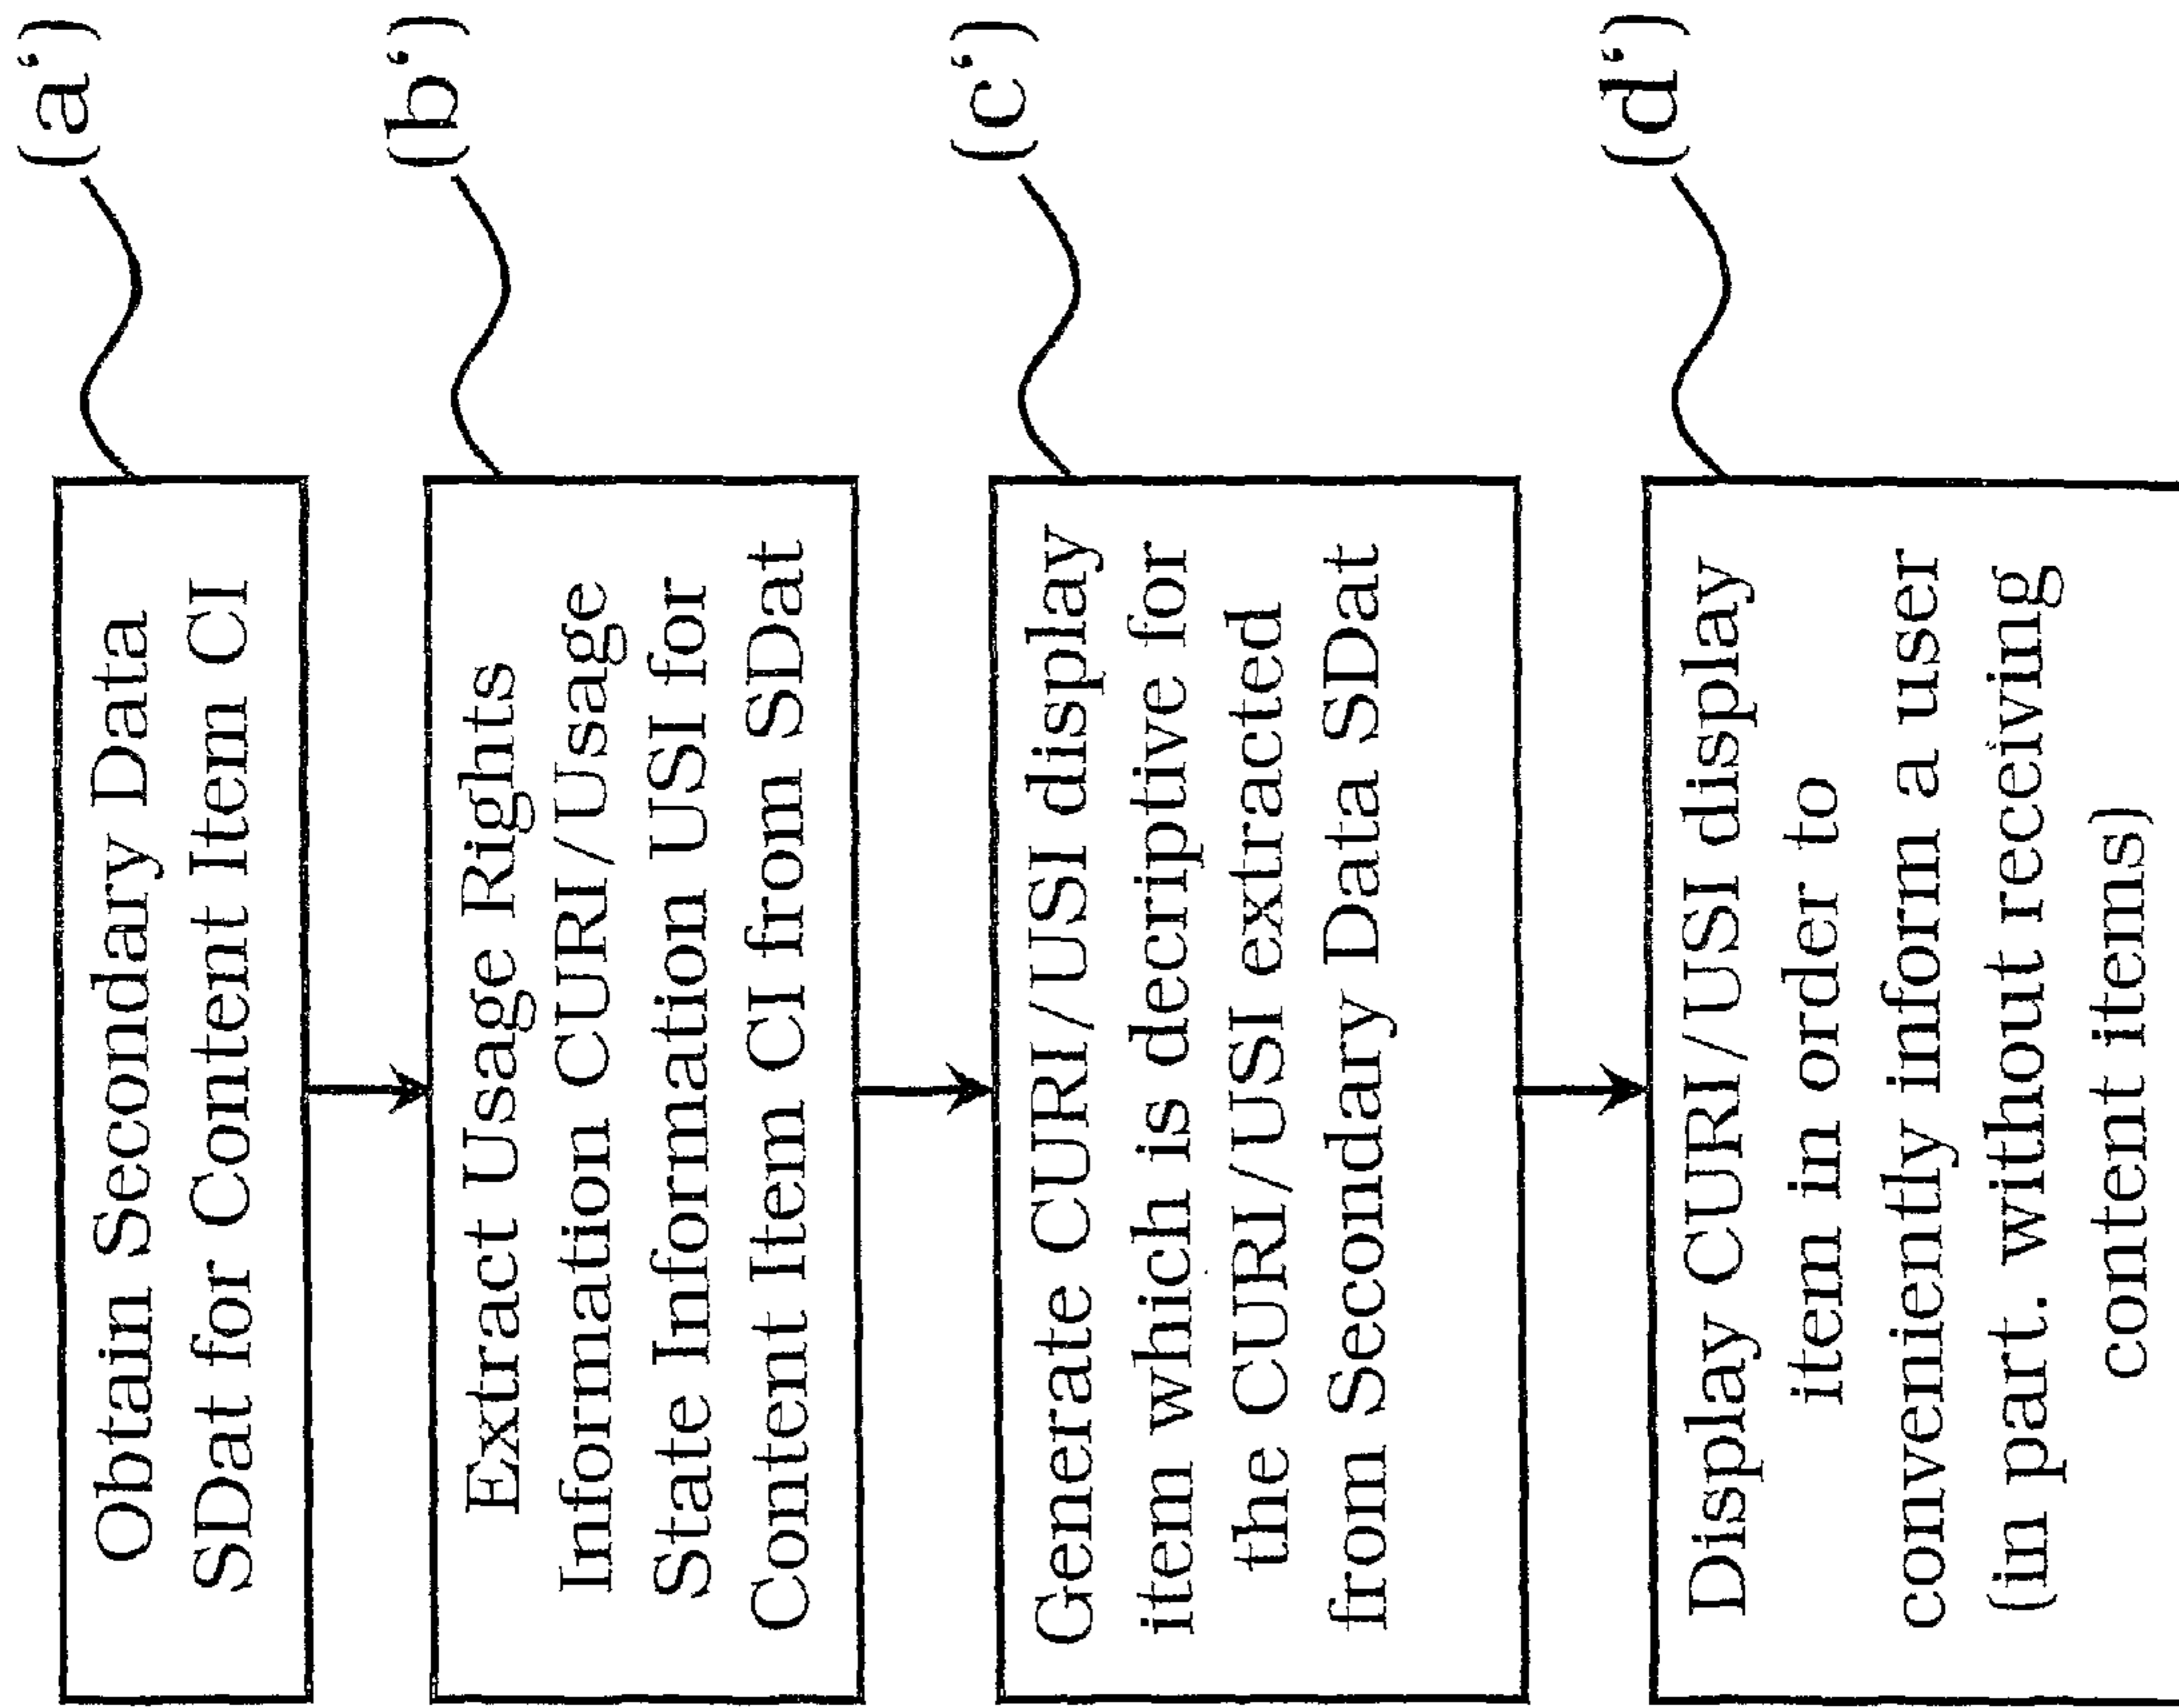 Obtain Secondary Data
SDat for Content Item CI
(a‘)
Extract Usage Rights
Information CURI/Usage
State Information USI for
Content Item CI from SDat
(b‘)
Generate CURI/USI display
item which is decriptive for
the CURI/USI extracted
from Secondary Data SDat
(c‘)
Display CURI/USI display
item in order to
conveniently inform a user
(in part. without receiving
content items)
(d‘)